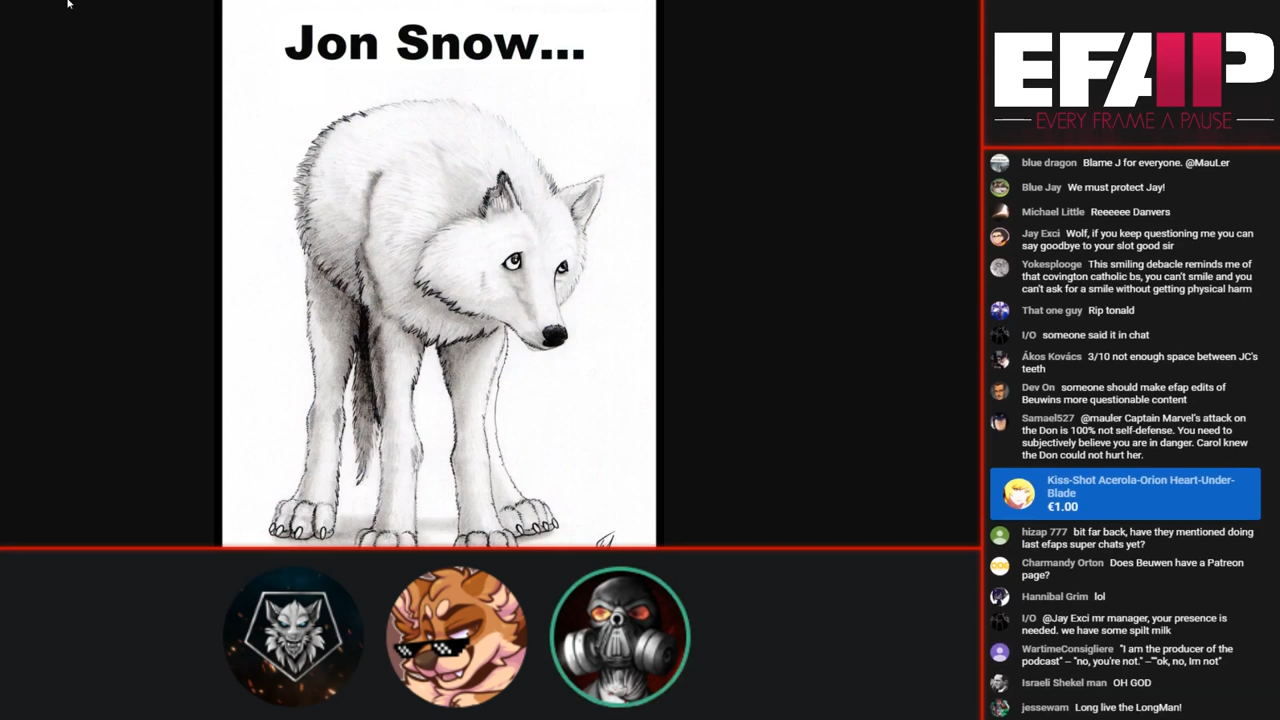 Jon Snow...
EFAP
EVERY FRAME A PAUSE
blue dragon Blame J for everyone. @MauLer
Blue Jay We must protect Jay!
Michael Little Reeeeee Danvers
Jay Exci Wolf, if you keep questioning me you can
say goodbye to your slot good sir
Yokesplooge This smiling debacle reminds me of
that covington catholic bs, you can't smile and you
can't ask for a smile without getting physical harm
That one guy Rip tonald
I/O someone said it in chat
Ákos Kovács 3/10 not enough space between JC's
teeth
Dev On someone should make efap edits of
Beuwins more questionable content
Samael527 @mauler Captain Marvel's attack on
the Don is 100% not self-defense. You need to
subjectively believe you are in danger. Carol knew
the Don could not hurt her.
Kiss-Shot Acerola-Orion Heart-Under-
Blade
€1.00
hizap 777 bit far back, have they mentioned doing
last efaps super chats yet?
Charmandy Orton Does Beuwen have a Patreon
page?
Hannibal Grim lol
I/O @Jay Exci mr manager, your presence is
needed. we have some spilt milk
WartimeConsigliere "I am the producer of the
podcast" – "no, you're not." –""ok, no, Im not"
Israeli Shekel man OH GOD
jessewam Long live the LongMan!